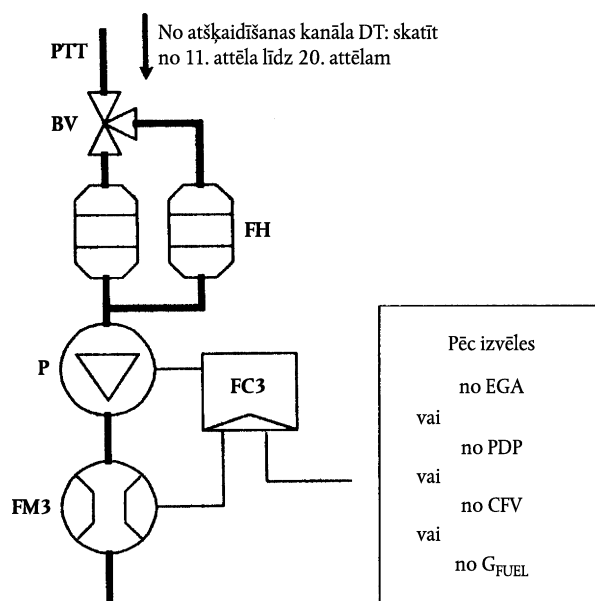 No atšķaidīšanas kanāla DT: skatīt
no 11. attēla līdz 20. attēlam
PTT
BV
FH
P
FC3
FM3
Pēc izvēles
no EGA
vai
no PDP
vai
no CFV
vai
no G_FUEL